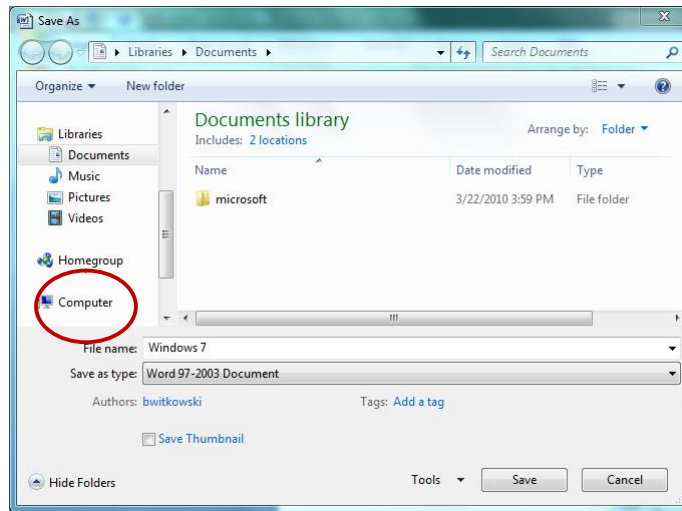 Save As
Libraries Documents
Search Documents
Organize New folder
Documents library
Includes: 2 locations
Arrange by: Folder
Name Date modified Type
microsoft 3/22/2010 3:59 PM File folder
Libraries
Documents
Music
Pictures
Videos
Homegroup
Computer
File name: Windows 7
Save as type: Word 97-2003 Document
Authors: bwitkowski Tags: Add a tag
Save Thumbnail
Hide Folders Tools Save Cancel